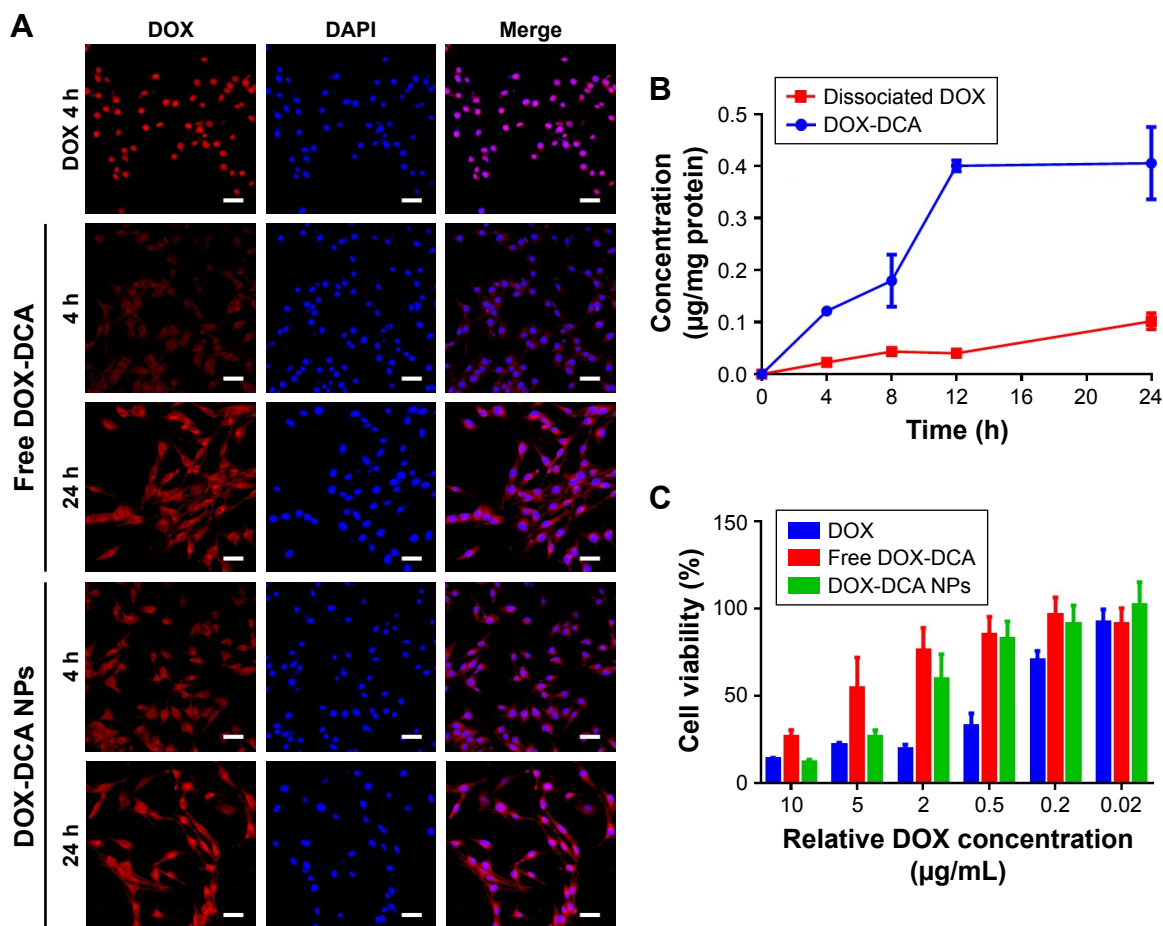 A
DOX
DAPI
Merge
DOX 4 h
Free DOX-DCA
4 h
24 h
DOX-DCA NPs
4 h
24 h
B
Dissociated DOX
DOX-DCA
Concentration
(µg/mg protein)
0.5
0.4
0.3
0.2
0.1
0.0
0 4 8 12 16 20 24
Time (h)
C
DOX
Free DOX-DCA
DOX-DCA NPs
Cell viability (%)
150
100
50
0
10 5 2 0.5 0.2 0.02
Relative DOX concentration
(µg/mL)